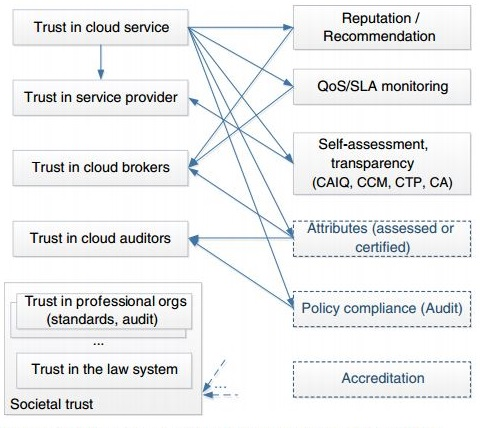 Trust in cloud service
Trust in service provider
Trust in cloud brokers
Trust in cloud auditors
Trust in professional orgs
(standards, audit)
...
Trust in the law system
Societal trust
...
Reputation /
Recommendation
QoS/SLA monitoring
Self-assessment,
transparency
(CAIQ, CCM, CTP, CA)
Attributes (assessed or
certified)
Policy compliance (Audit)
Accreditation